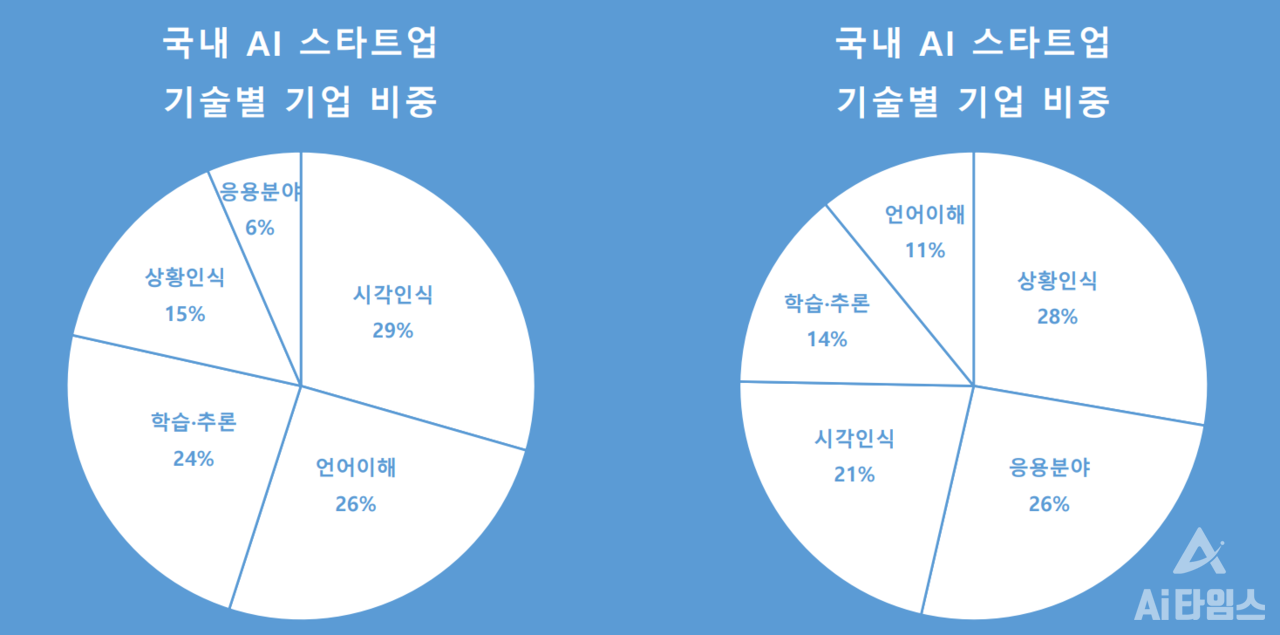 국내 AI 스타트업
기술별 기업 비중
응용분야
6%
상황인식
15%
시각인식
29%
학습·추론
24%
언어이해
26%
국내 AI 스타트업
기술별 기업 비중
언어이해
11%
상황인식
28%
학습·추론
14%
시각인식
21%
응용분야
26%
Ai타임스